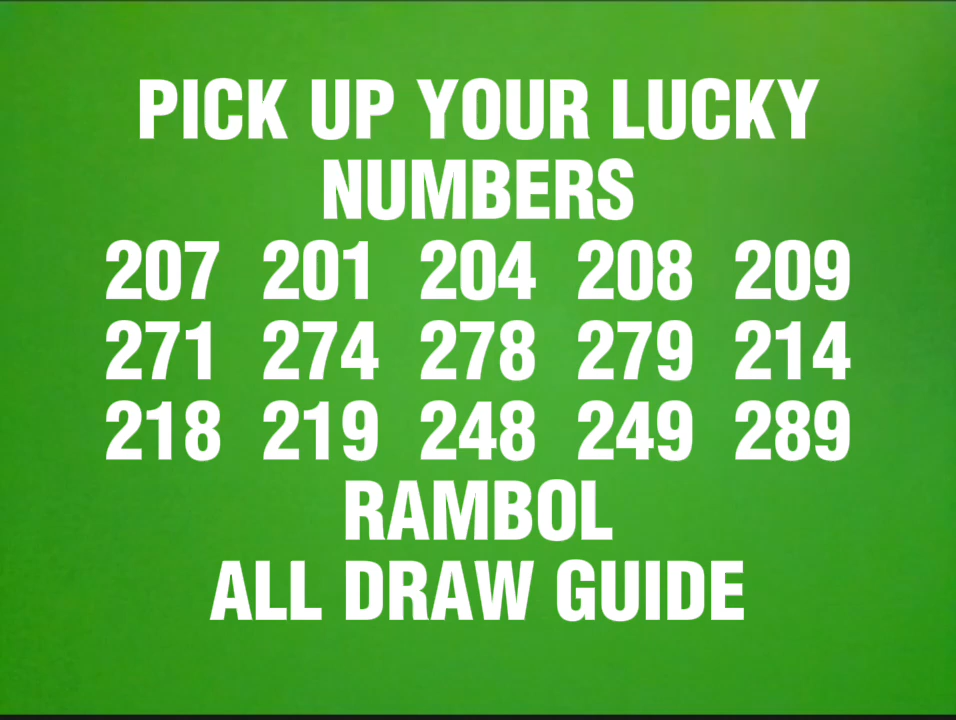 PICK UP YOUR LUCKY
NUMBERS
207 201 204 208 209
271 274 278 279 214
218 219 248 249 289
RAMBOL
ALL DRAW GUIDE